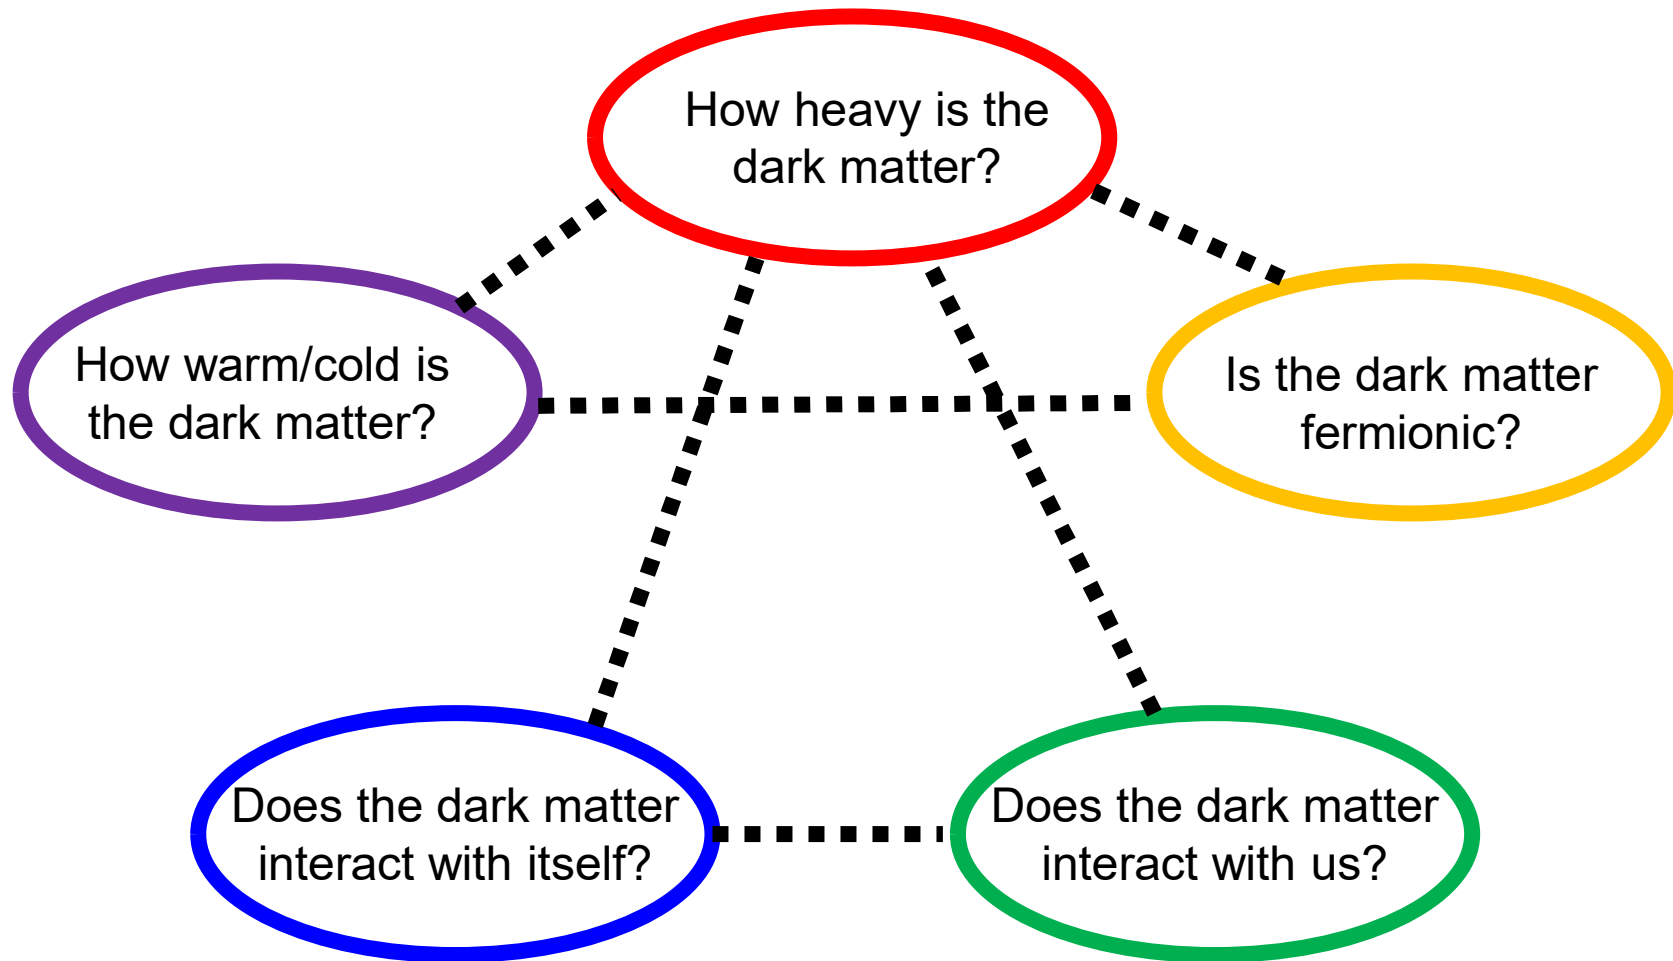 How heavy is the
dark matter?
How warm/cold is
the dark matter?
Is the dark matter
fermionic?
Does the dark matter
interact with itself?
Does the dark matter
interact with us?